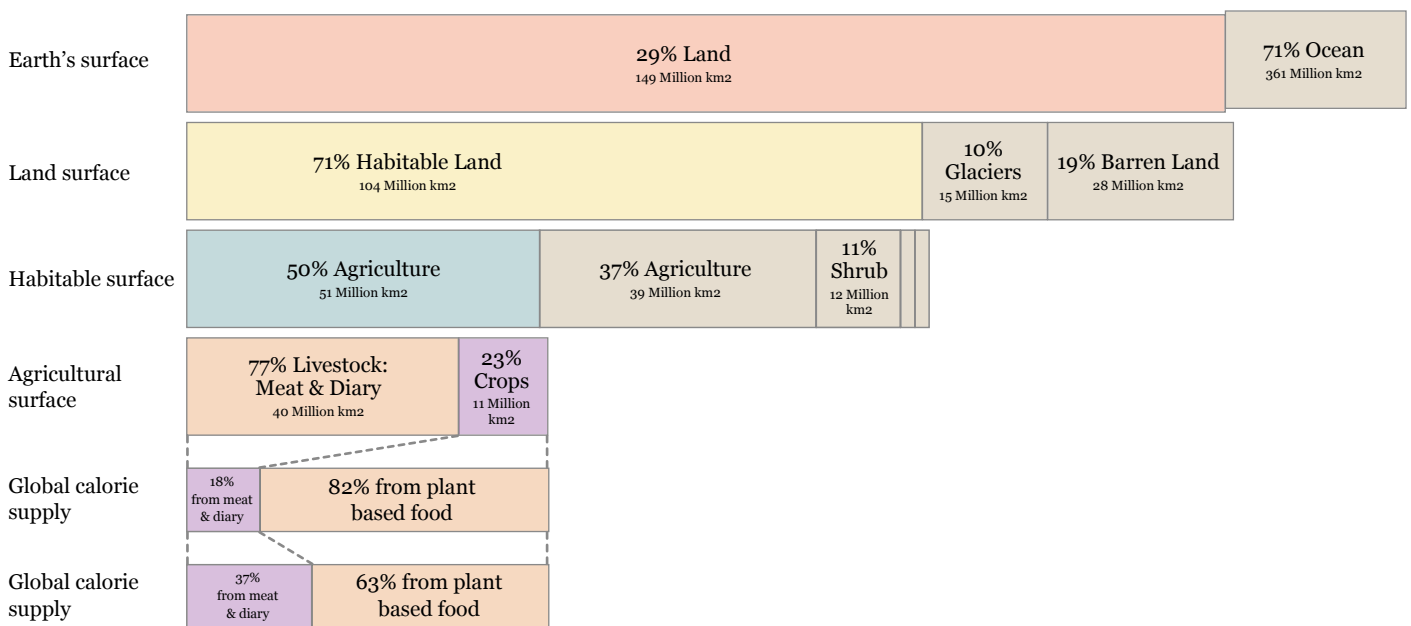 Earth's surface
29% Land
149 Million km2
71% Ocean
361 Million km2
Land surface
71% Habitable Land
104 Million km2
10%
Glaciers
15 Million km2
19% Barren Land
28 Million km2
Habitable surface
50% Agriculture
51 Million km2
37% Agriculture
39 Million km2
11%
Shrub
12 Million
km2
Agricultural
surface
77% Livestock:
Meat & Diary
40 Million km2
23%
Crops
11 Million
km2
Global calorie
supply
18%
from meat
& diary
82% from plant
based food
Global calorie
supply
37%
from meat
& diary
63% from plant
based food